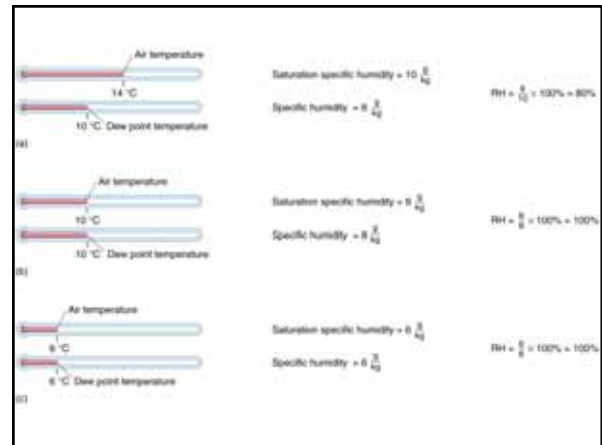 Air temperature
Saturation specific humidity = 10 g/kg
14 °C
RH = 8/10 × 100% = 80%
Specific humidity = 8 g/kg
10 °C Dew point temperature
(a)
Air temperature
Saturation specific humidity = 8 g/kg
10 °C
RH = 8/8 × 100% = 100%
Specific humidity = 8 g/kg
10 °C Dew point temperature
(b)
Air temperature
Saturation specific humidity = 6 g/kg
6 °C
RH = 6/6 × 100% = 100%
Specific humidity = 6 g/kg
6 °C Dew point temperature
(c)